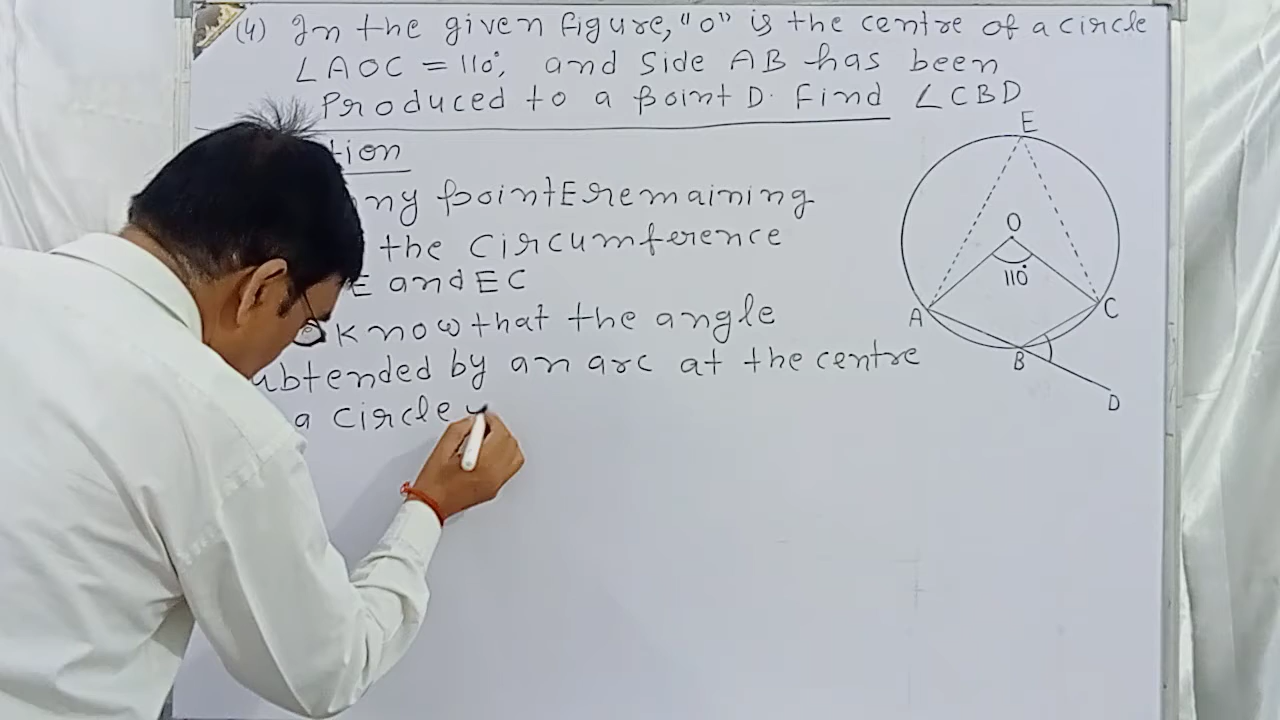 (4) In the given figure, "O" is the centre of a circle
∠AOC = 110°, and side AB has been
Produced to a point D. Find ∠CBD
tion
ny point E remaining
the circumference
E and EC
know that the angle
ubtended by an arc at the centre
a circle
E
O
110°
A
C
B
D